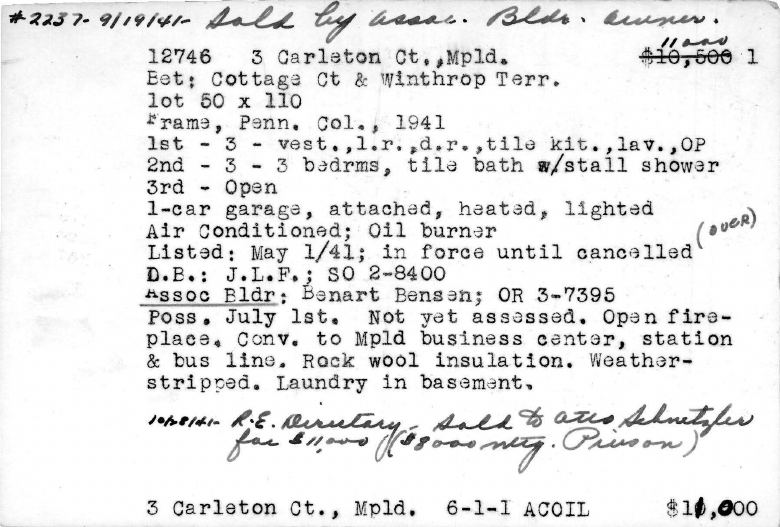 #2237- 9/19/41- Sold by assoc. Bldr. owner.
11000
12746 3 Carleton Ct.,Mpld. $10,500 1
Bet: Cottage Ct & Winthrop Terr.
lot 50 x 110
Frame, Penn. Col., 1941
1st - 3 - vest.,l.r.,d.r.,tile kit.,lav.,OP
2nd - 3 - 3 bedrms, tile bath w/stall shower
3rd - Open
1-car garage, attached, heated, lighted
Air Conditioned; Oil burner
(OVER)
Listed: May 1/41; in force until cancelled
D.B.: J.L.F.; SO 2-8400
Assoc Bldr: Benart Bensen; OR 3-7395
Poss. July 1st. Not yet assessed. Open fire-
place. Conv. to Mpld business center, station
& bus line. Rock wool insulation. Weather-
stripped. Laundry in basement.
10/28/41- R.E. Directory - Sold to Otto Schnetzler
for $11,000 ($8000 mtg. )
3 Carleton Ct., Mpld. 6-1-I ACOIL $11,000